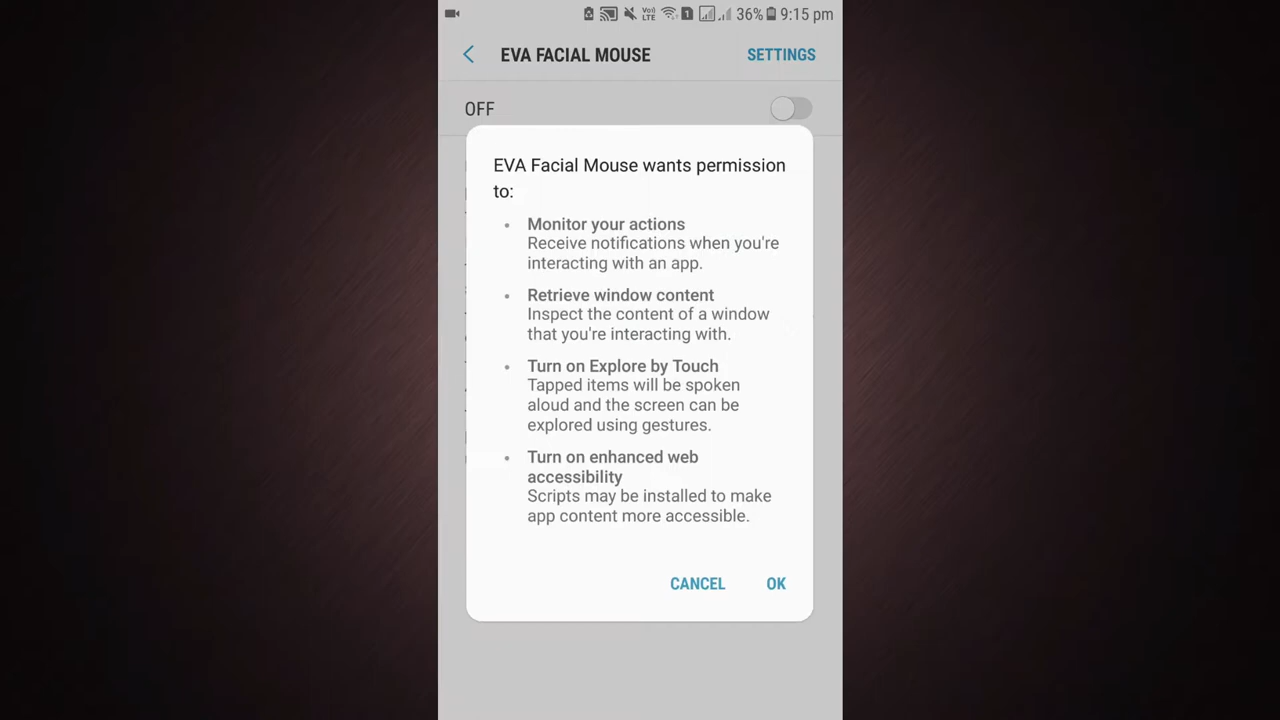 Vo)
LTE
1
36%
9:15 pm
EVA FACIAL MOUSE
SETTINGS
OFF
EVA Facial Mouse wants permission
to:
• Monitor your actions
Receive notifications when you're
interacting with an app.
• Retrieve window content
Inspect the content of a window
that you're interacting with.
• Turn on Explore by Touch
Tapped items will be spoken
aloud and the screen can be
explored using gestures.
• Turn on enhanced web
accessibility
Scripts may be installed to make
app content more accessible.
CANCEL
OK